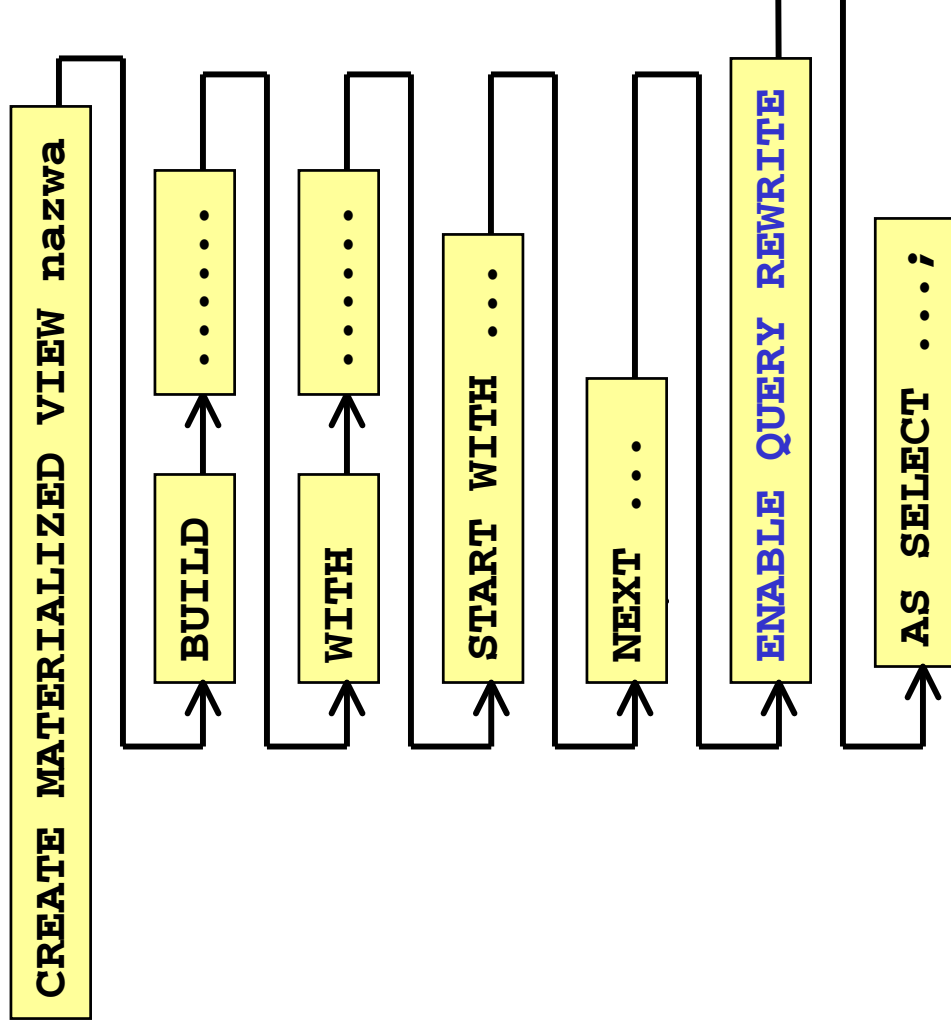 CREATE MATERIALIZED VIEW nazwa
BUILD ......
WITH ......
START WITH ...
NEXT ...
ENABLE QUERY REWRITE
AS SELECT ...;